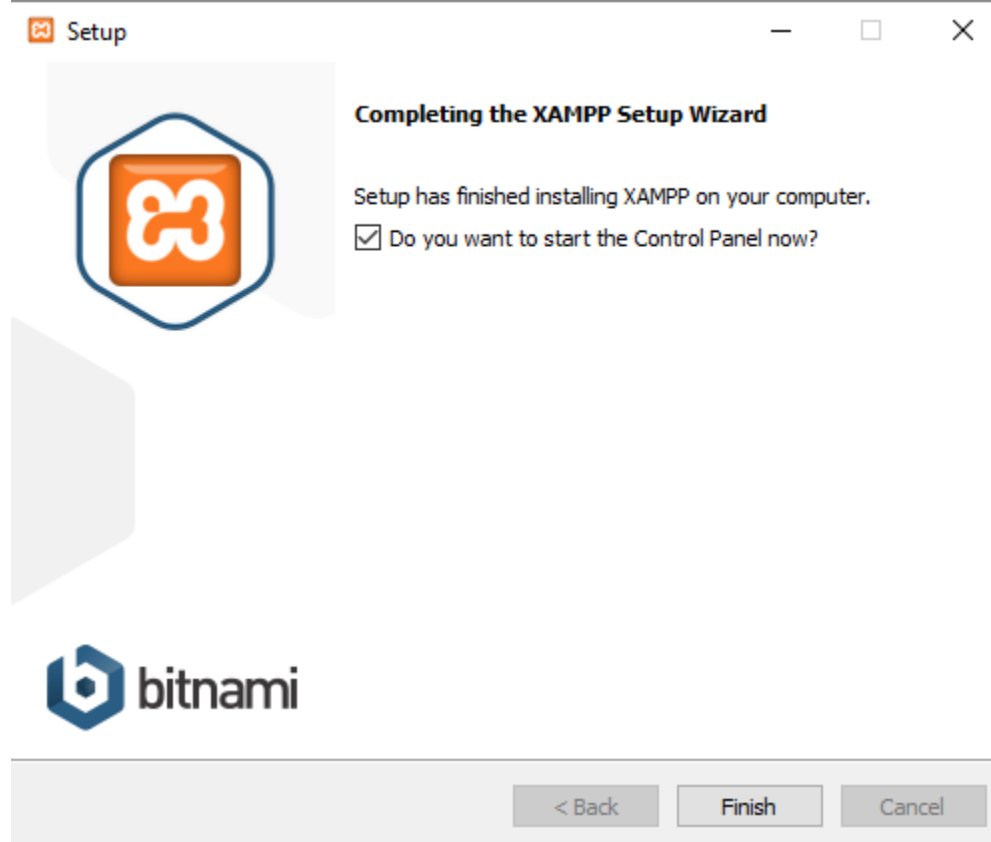 Setup
Completing the XAMPP Setup Wizard
Setup has finished installing XAMPP on your computer.
Do you want to start the Control Panel now?
bitnami
< Back
Finish
Cancel